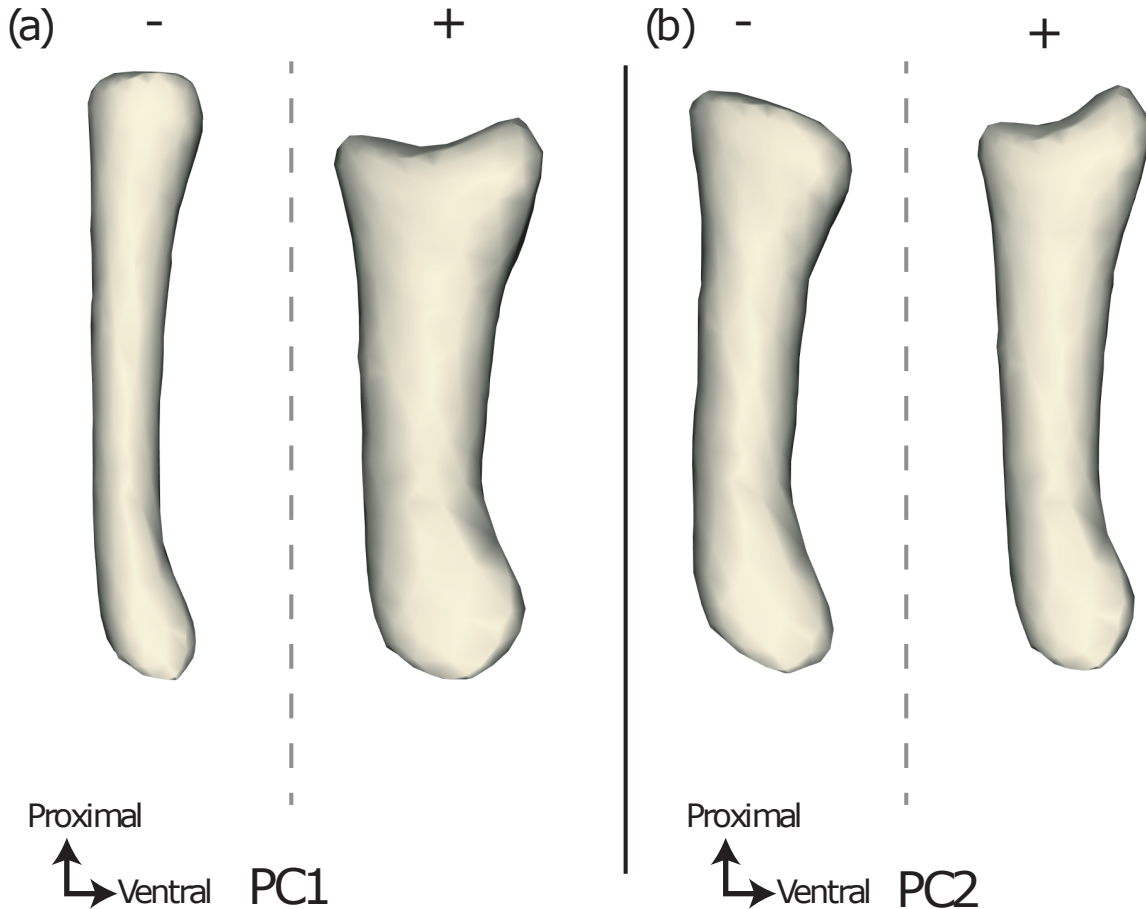 (a) - +
(b) - +
Proximal
Ventral PC1
Proximal
Ventral PC2